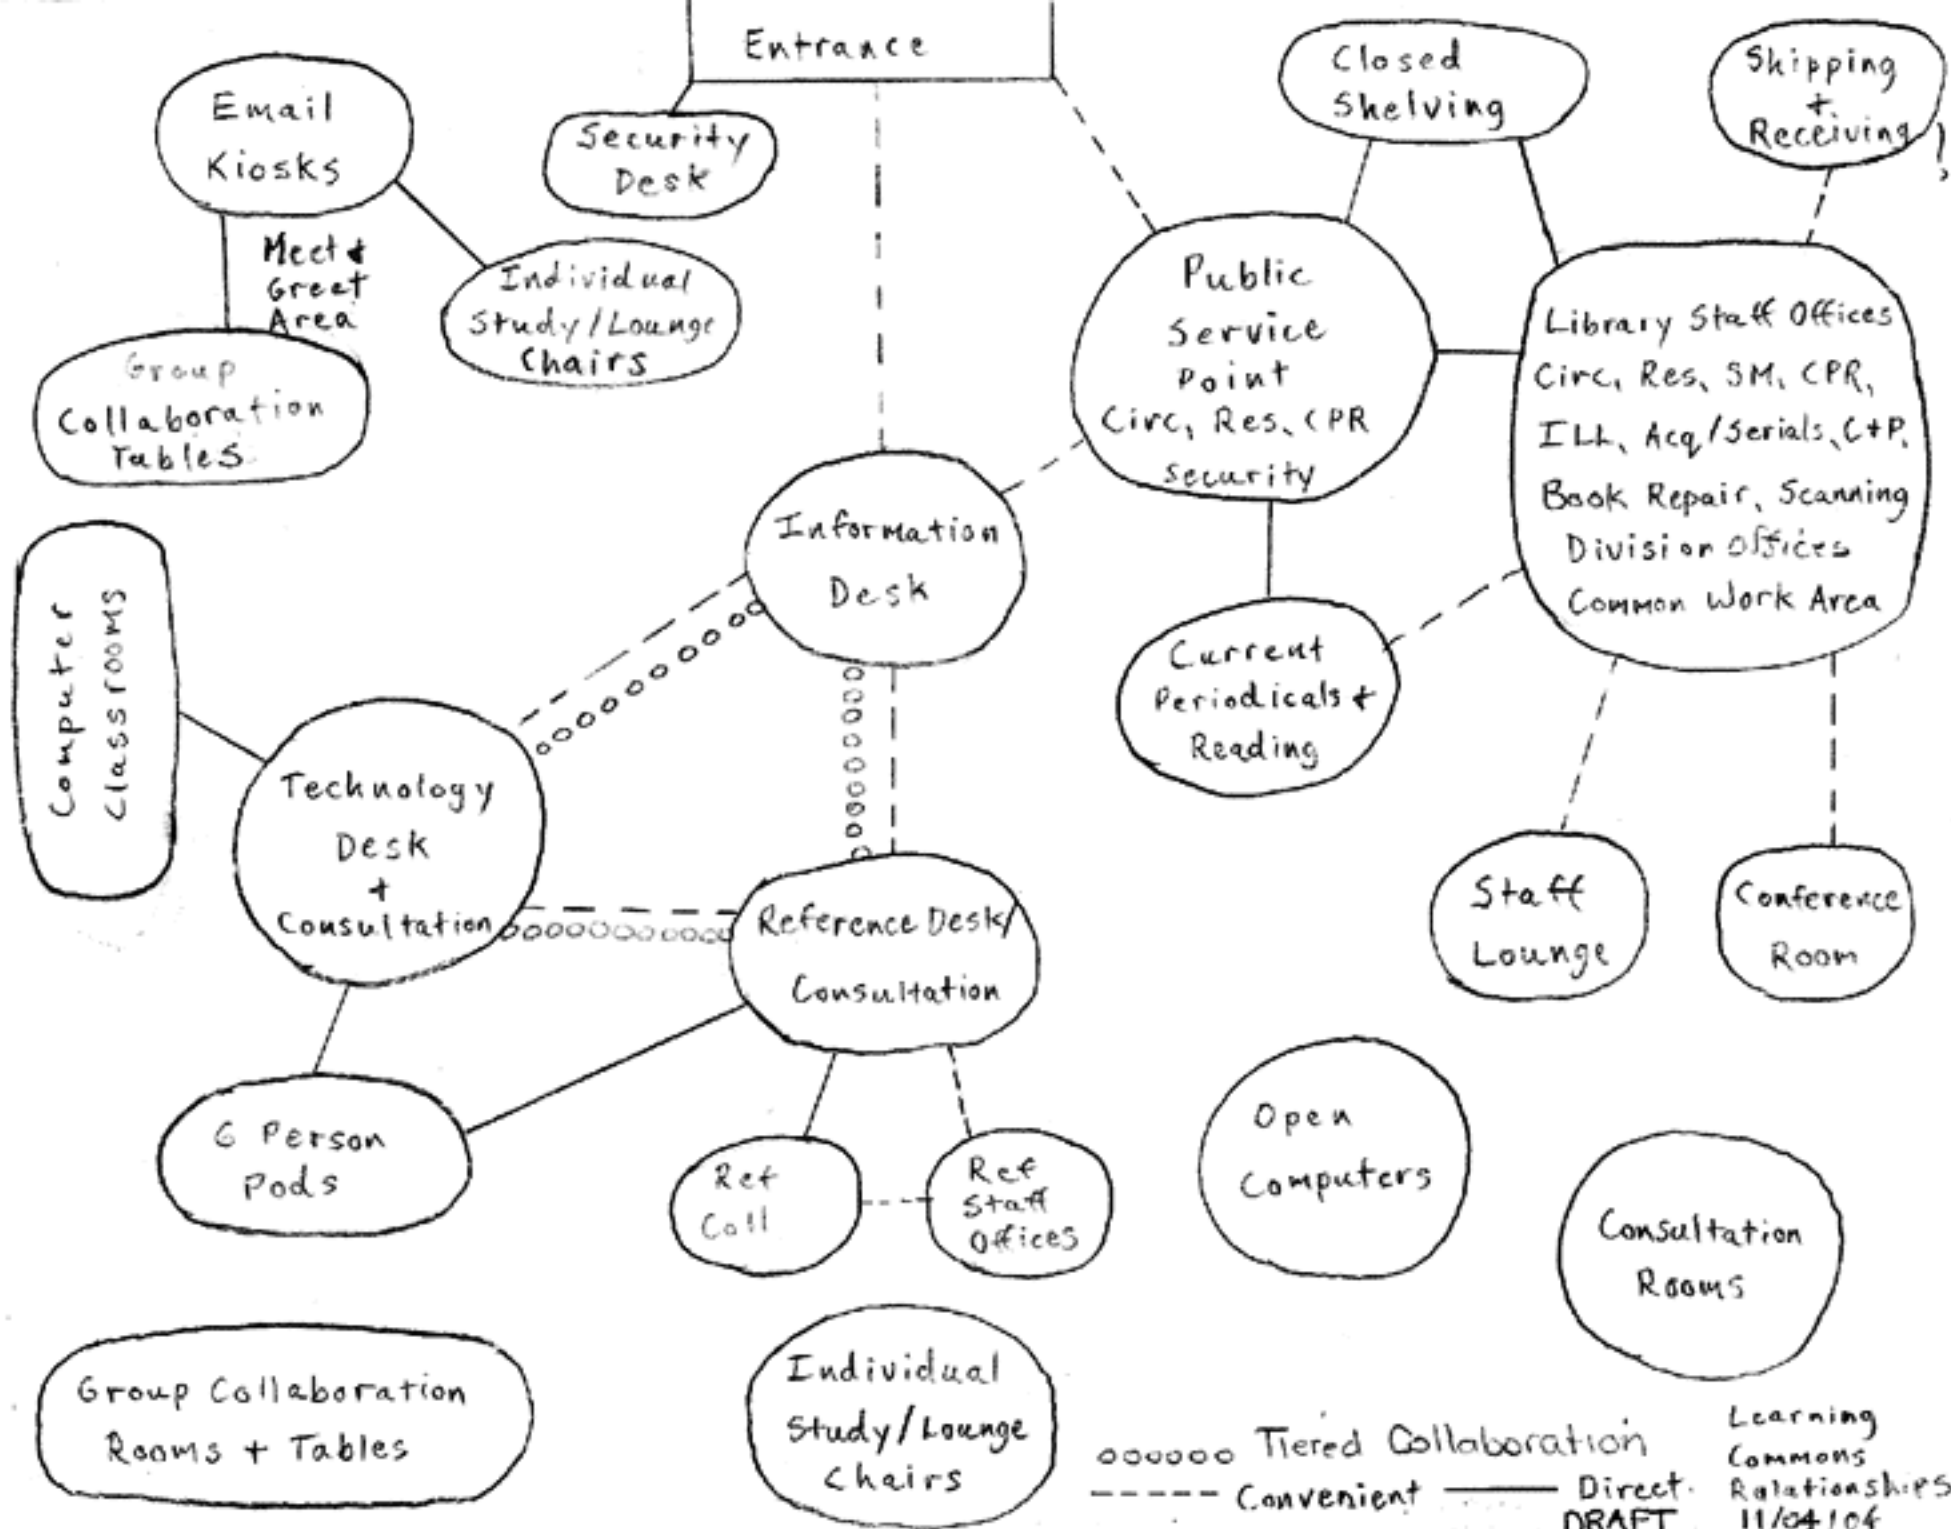 Entrance
Email
Kiosks
Security
Desk
Closed
Shelving
Shipping
+
Receiving
?
Meet +
Greet
Area
Individual
Study/Lounge
Chairs
Group
Collaboration
Tables
Public
Service
Point
Circ, Res, CPR
Security
Library Staff Offices
Circ, Res, SM, CPR,
ILL, Acq/Serials, C+P,
Book Repair, Scanning
Division Offices
Common Work Area
Information
Desk
Computer
Classrooms
Current
Periodicals +
Reading
Technology
Desk
+
Consultation
Reference Desk/
Consultation
Staff
Lounge
Conference
Room
6 Person
Pods
Ref
Coll
Ref
Staff
Offices
Open
Computers
Consultation
Rooms
Group Collaboration
Rooms + Tables
Individual
Study/Lounge
Chairs
Tiered Collaboration
Convenient
Direct
DRAFT
Learning
Commons
Relationships